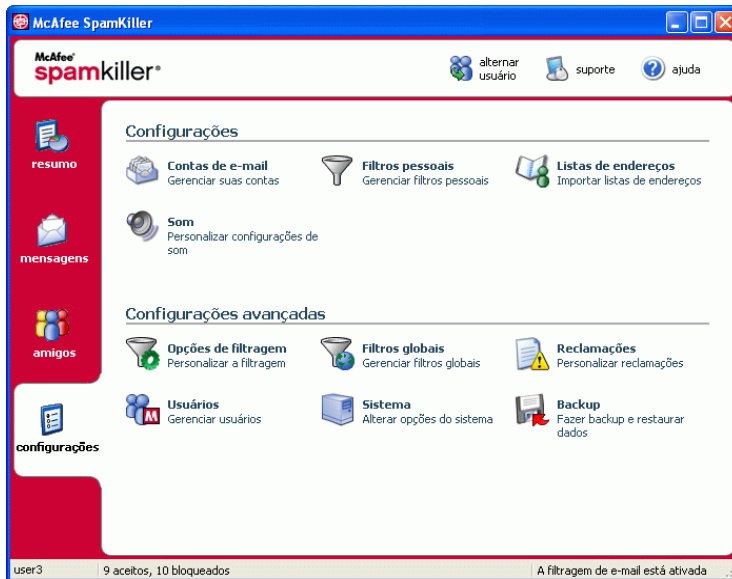 McAfee SpamKiller
McAfee®
spamkiller®
alternar
usuário
suporte
ajuda
resumo
mensagens
amigos
configurações
Configurações
Contas de e-mail
Gerenciar suas contas
Filtros pessoais
Gerenciar filtros pessoais
Listas de endereços
Importar listas de endereços
Som
Personalizar configurações de
som
Configurações avançadas
Opções de filtragem
Personalizar a filtragem
Filtros globais
Gerenciar filtros globais
Reclamações
Personalizar reclamações
Usuários
Gerenciar usuários
Sistema
Alterar opções do sistema
Backup
Fazer backup e restaurar
dados
user3
9 aceitos, 10 bloqueados
A filtragem de e-mail está ativada